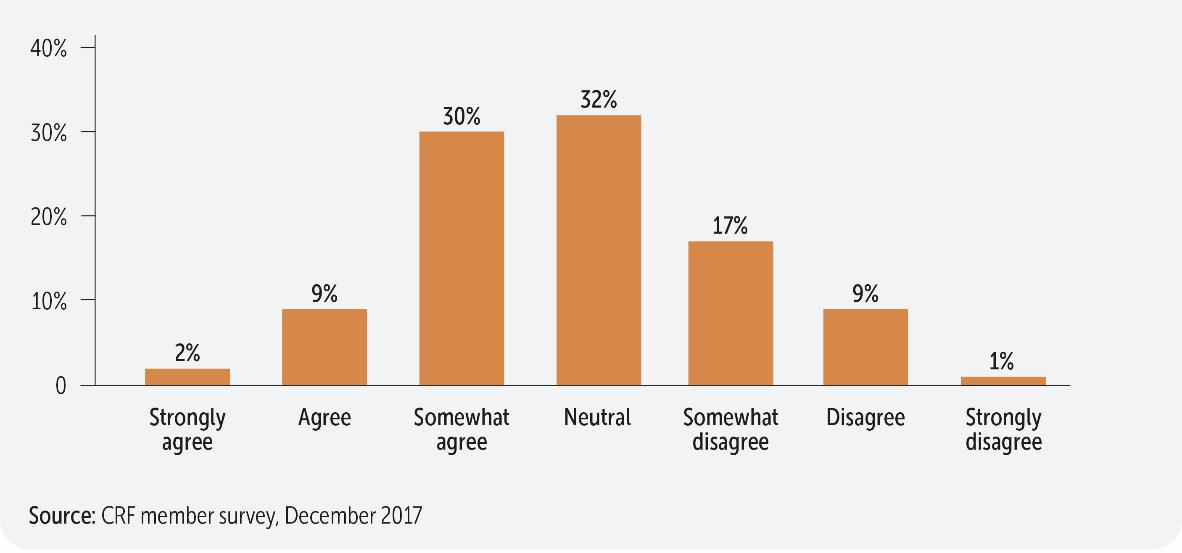 40%
30%
20%
10%
0
2%
9%
30%
32%
17%
9%
1%
Strongly
agree
Agree
Somewhat
agree
Neutral
Somewhat
disagree
Disagree
Strongly
disagree
Source: CRF member survey, December 2017